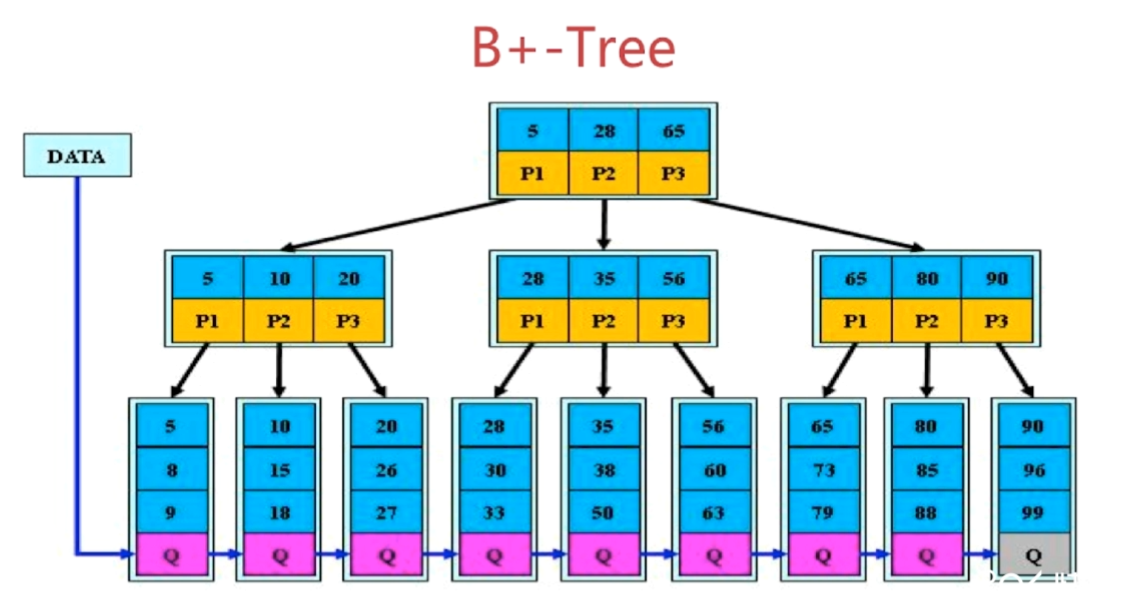 B+-Tree
5 28 65
DATA
P1 P2 P3
5 10 20 28 35 56 65 80 90
P1 P2 P3 P1 P2 P3 P1 P2 P3
5 10 20 28 35 56 65 80 90
8 15 26 30 38 60 73 85 96
9 18 27 33 50 63 79 88 99
Q Q Q Q Q Q Q Q Q